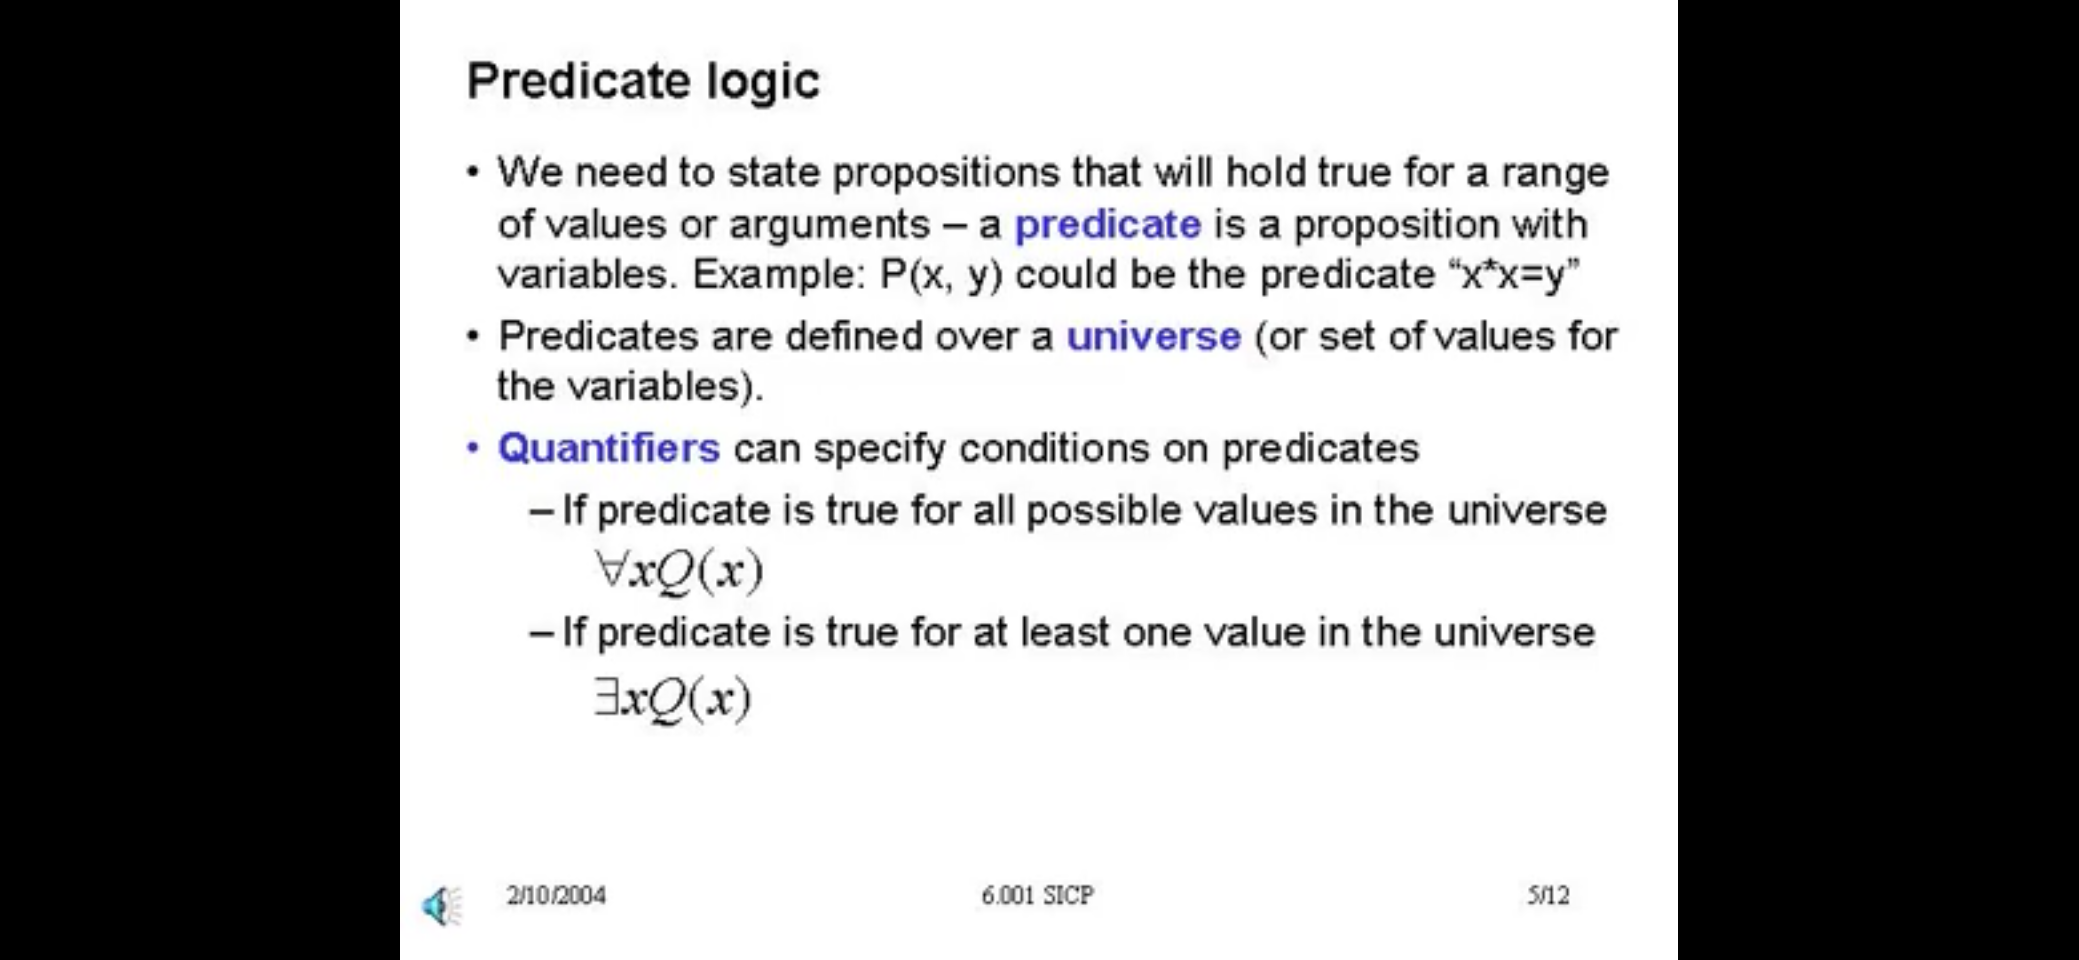 Predicate logic
• We need to state propositions that will hold true for a range
of values or arguments – a predicate is a proposition with
variables. Example: P(x, y) could be the predicate “x*x=y”
• Predicates are defined over a universe (or set of values for
the variables).
• Quantifiers can specify conditions on predicates
– If predicate is true for all possible values in the universe
∀xQ(x)
– If predicate is true for at least one value in the universe
∃xQ(x)
2/10/2004 6.001 SICP 5/12